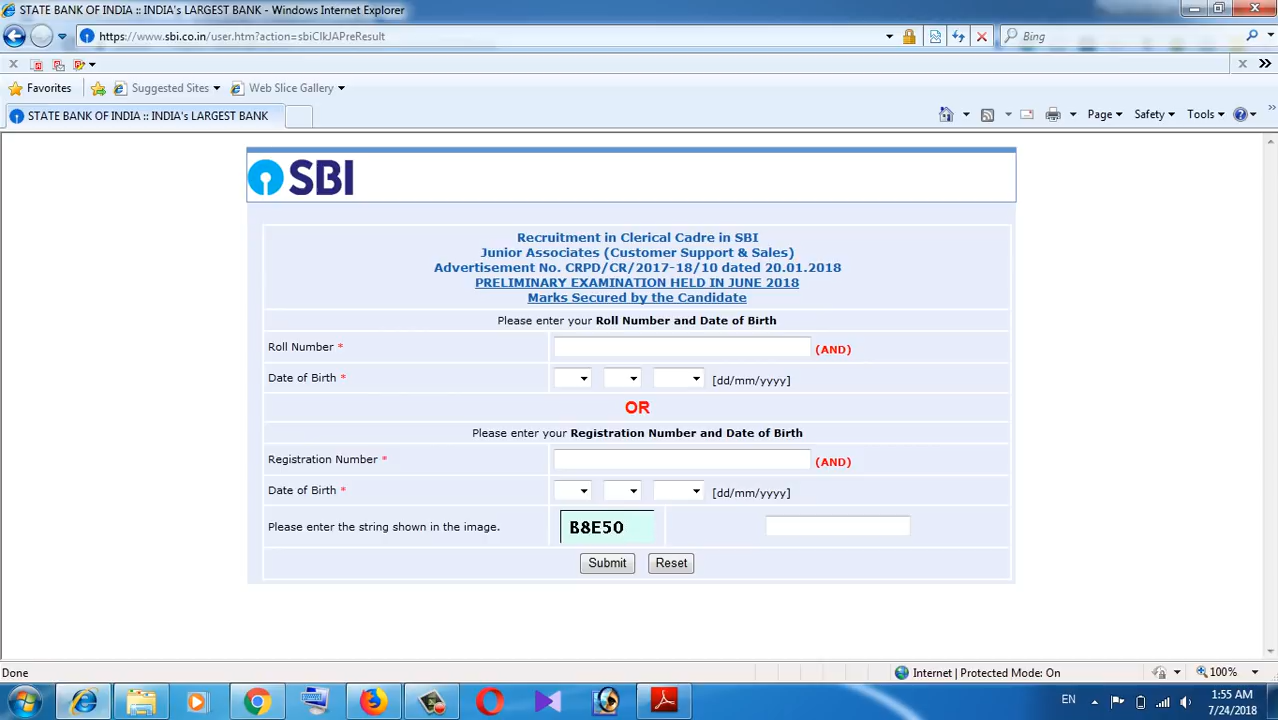 STATE BANK OF INDIA :: INDIA's LARGEST BANK - Windows Internet Explorer
https://www.sbi.co.in/user.htm?action=sbiClkJAPreResult
Bing
Favorites Suggested Sites Web Slice Gallery
STATE BANK OF INDIA :: INDIA's LARGEST BANK
Page Safety Tools
SBI
Recruitment in Clerical Cadre in SBI
Junior Associates (Customer Support & Sales)
Advertisement No. CRPD/CR/2017-18/10 dated 20.01.2018
PRELIMINARY EXAMINATION HELD IN JUNE 2018
Marks Secured by the Candidate
Please enter your Roll Number and Date of Birth
Roll Number * (AND)
Date of Birth * [dd/mm/yyyy]
OR
Please enter your Registration Number and Date of Birth
Registration Number * (AND)
Date of Birth * [dd/mm/yyyy]
Please enter the string shown in the image. B8E50
Submit Reset
Done Internet | Protected Mode: On 100%
EN 1:55 AM
7/24/2018